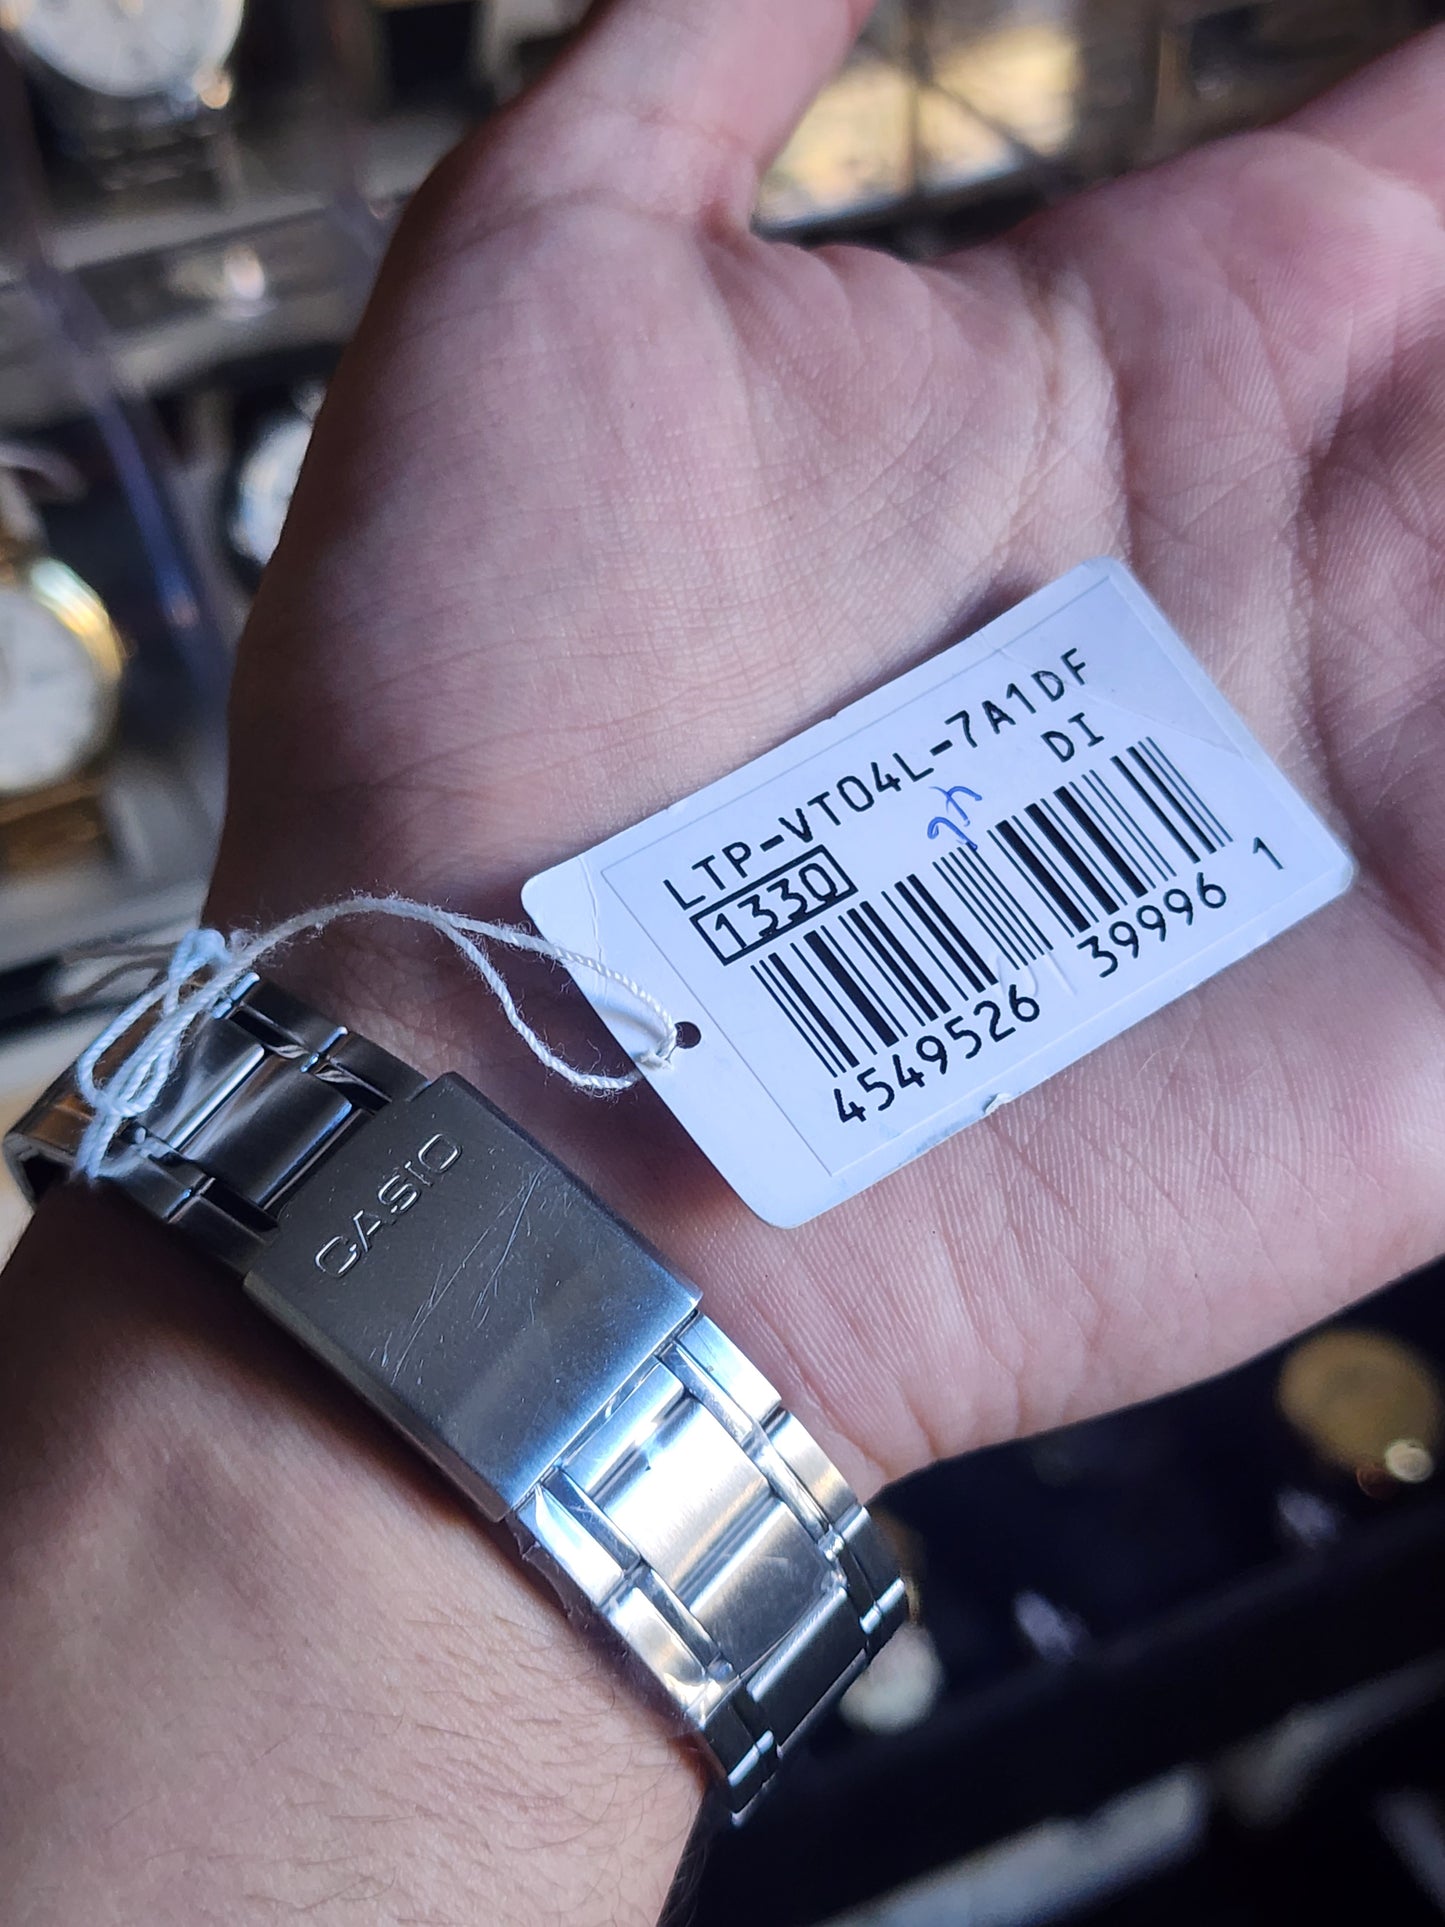 LTP-VT04L-7A1DF
1330 DI
4549526 39996 1
CASIO